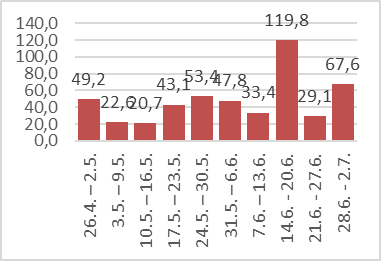 140,0
120,0
100,0
80,0
60,0
40,0
20,0
0,0
49,2
22,6
20,7
43,1
53,4
47,8
33,4
119,8
29,1
67,6
26.4. – 2.5.
3.5. – 9.5.
10.5. – 16.5.
17.5. – 23.5.
24.5. – 30.5.
31.5. – 6.6.
7.6. – 13.6.
14.6. - 20.6.
21.6. - 27.6.
28.6. - 2.7.